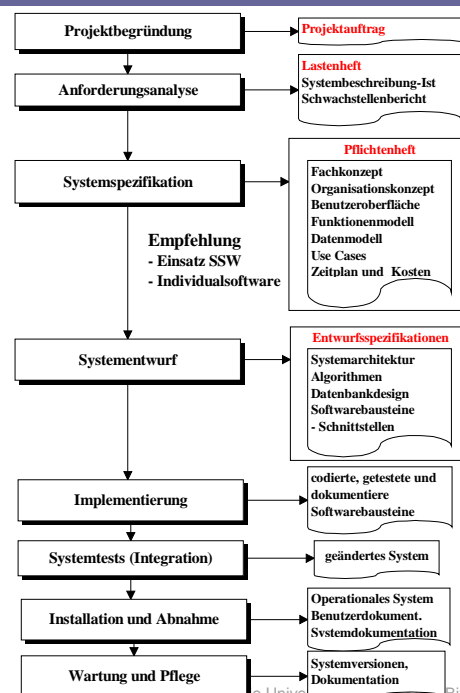 Projektbegründung
Projektauftrag
Anforderungsanalyse
Lastenheft
Systembeschreibung-Ist
Schwachstellenbericht
Systemspezifikation
Pflichtenheft
Fachkonzept
Organisationskonzept
Benutzeroberfläche
Funktionenmodell
Datenmodell
Use Cases
Zeitplan und Kosten
Empfehlung
- Einsatz SSW
- Individualsoftware
Systementwurf
Entwurfsspezifikationen
Systemarchitektur
Algorithmen
Datenbankdesign
Softwarebausteine
- Schnittstellen
Implementierung
codierte, getestete und
dokumentiere
Softwarebausteine
Systemtests (Integration)
geändertes System
Installation und Abnahme
Operationales System
Benutzerdokument.
Systemdokumentation
Wartung und Pflege
Systemversionen,
Dokumentation